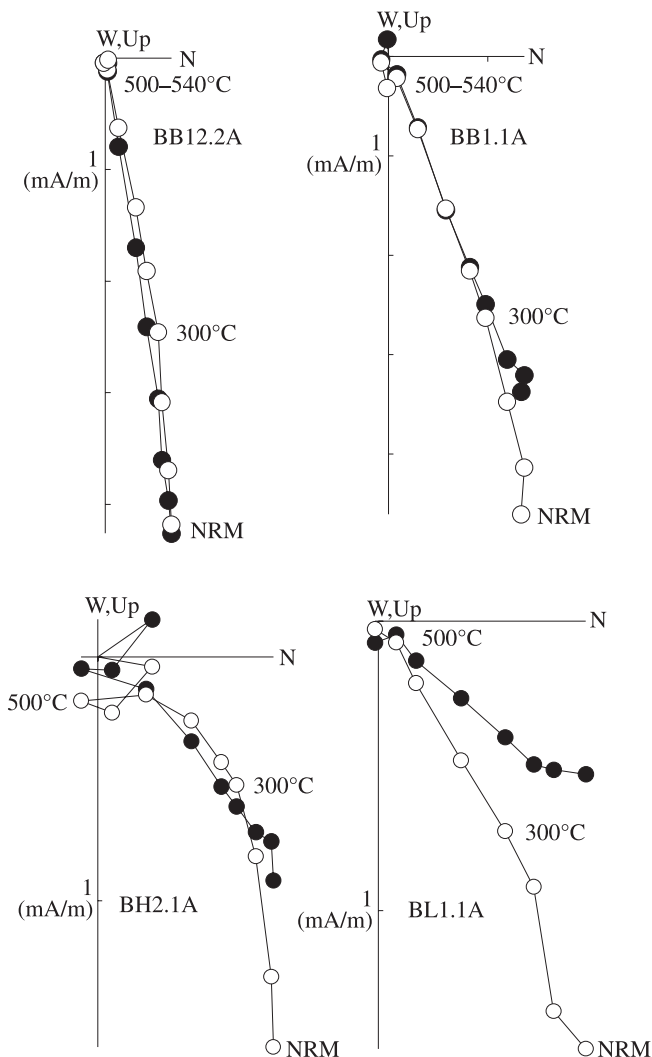 W,Up
N
500–540°C
BB12.2A
1
(mA/m)
300°C
NRM
W,Up
N
500–540°C
BB1.1A
1
(mA/m)
300°C
NRM
W,Up
N
500°C
300°C
1
(mA/m)
BH2.1A
NRM
W,Up
N
500°C
300°C
1
(mA/m)
BL1.1A
NRM